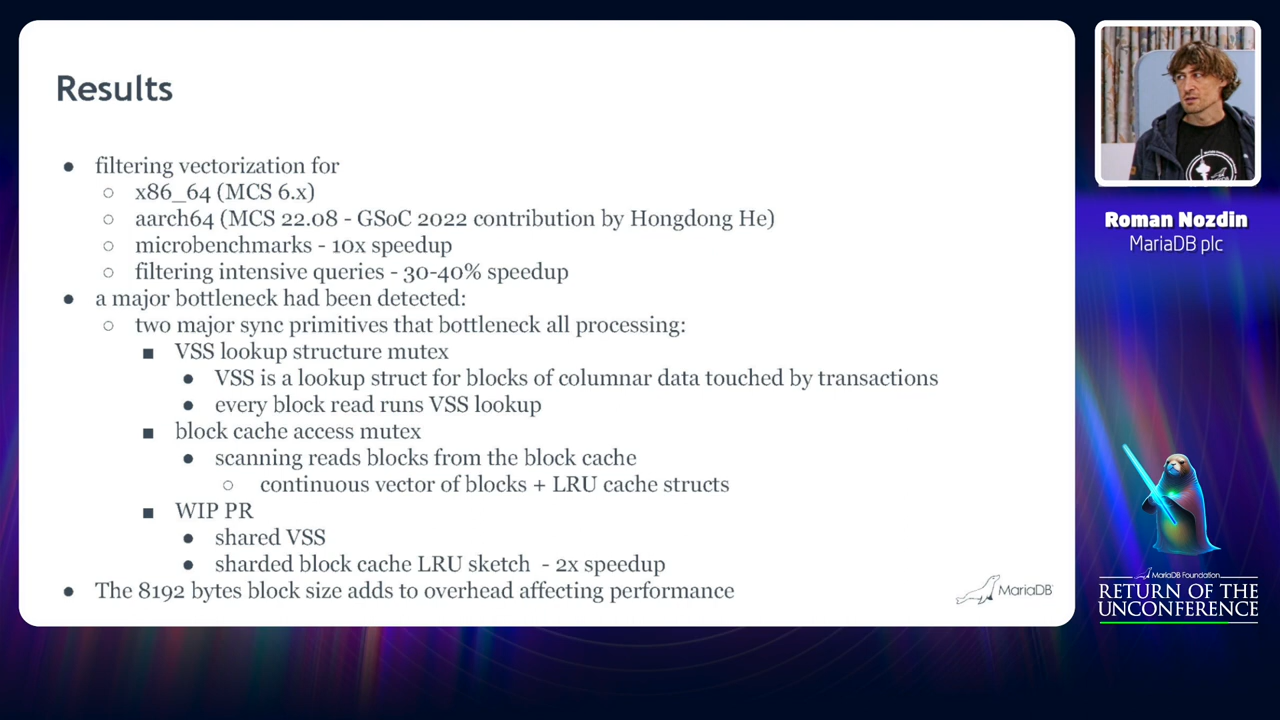 Results
● filtering vectorization for
○ x86_64 (MCS 6.x)
○ aarch64 (MCS 22.08 - GSoC 2022 contribution by Hongdong He)
○ microbenchmarks - 10x speedup
○ filtering intensive queries - 30-40% speedup
● a major bottleneck had been detected:
○ two major sync primitives that bottleneck all processing:
■ VSS lookup structure mutex
● VSS is a lookup struct for blocks of columnar data touched by transactions
● every block read runs VSS lookup
■ block cache access mutex
● scanning reads blocks from the block cache
○ continuous vector of blocks + LRU cache structs
■ WIP PR
● shared VSS
● sharded block cache LRU sketch - 2x speedup
● The 8192 bytes block size adds to overhead affecting performance
MariaDB
Roman Nozdin
MariaDB plc
MariaDB Foundation
RETURN OF THE
UNCONFERENCE